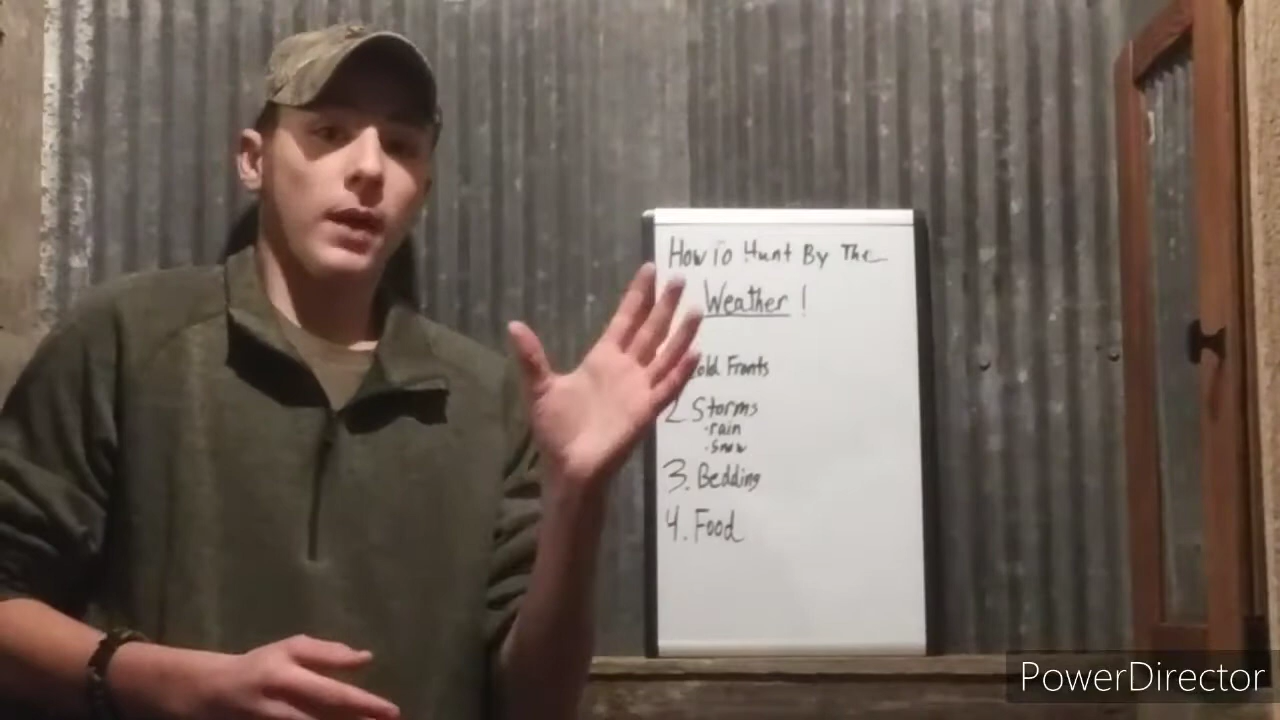 How To Hunt By The
Weather!
old Fronts
2. Storms
·rain
·snow
3. Bedding
4. Food
PowerDirector